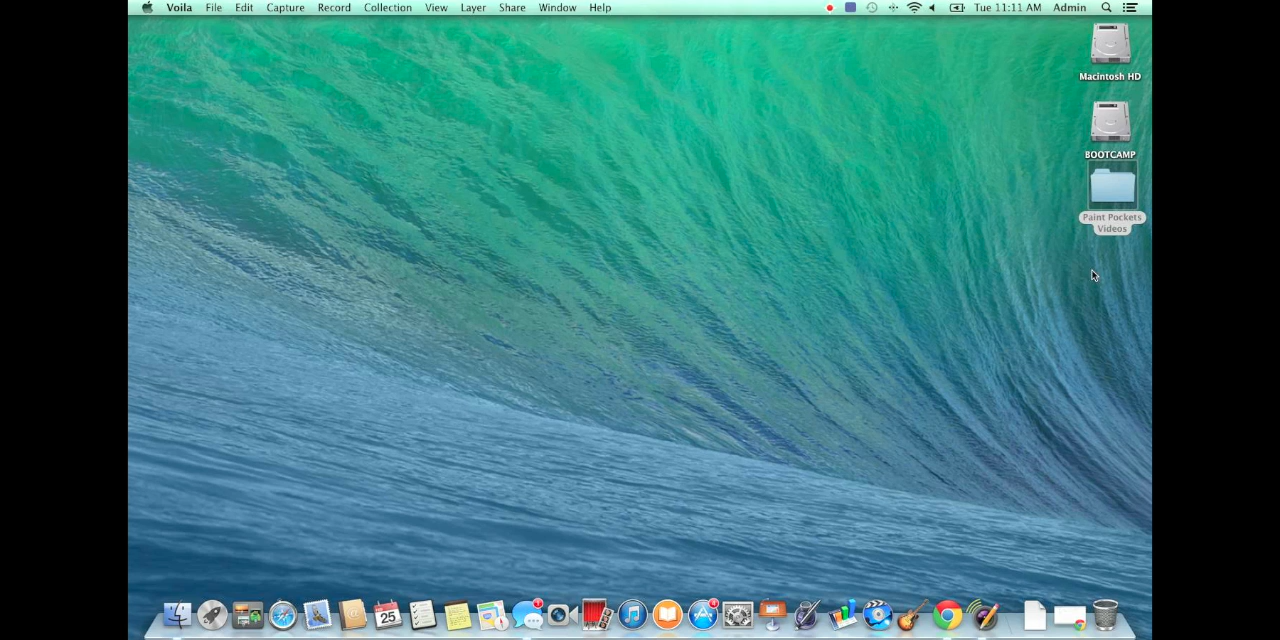 Voila File Edit Capture Record Collection View Layer Share Window Help Tue 11:11 AM Admin
Macintosh HD
BOOTCAMP
Paint Pockets
Videos
25